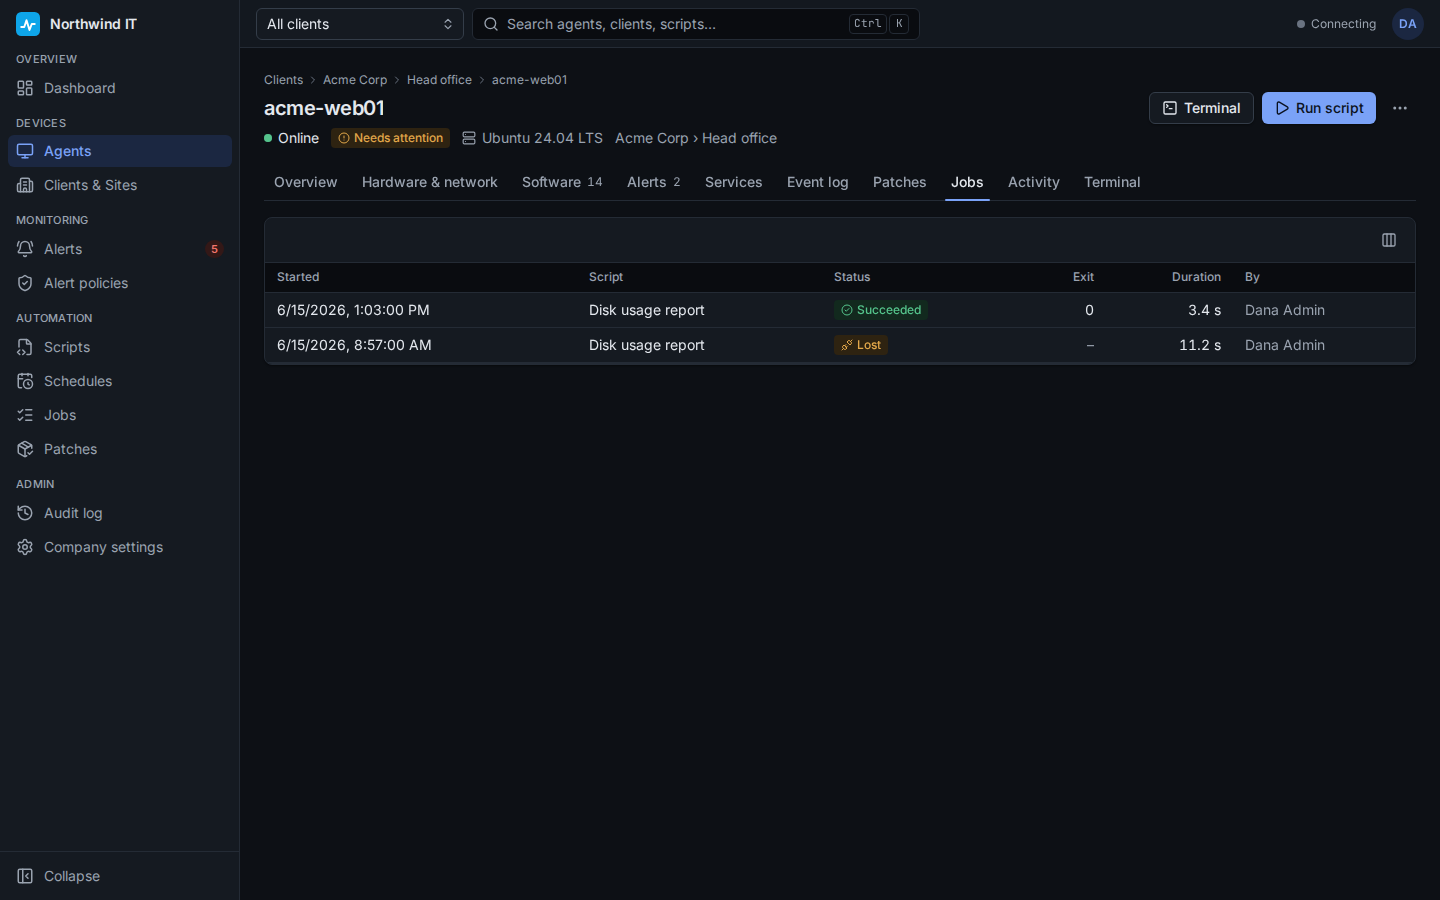 Northwind IT
All clients
Search agents, clients, scripts...
Ctrl K
Connecting
DA
OVERVIEW
Dashboard
DEVICES
Agents
Clients & Sites
MONITORING
Alerts 5
Alert policies
AUTOMATION
Scripts
Schedules
Jobs
Patches
ADMIN
Audit log
Company settings
Collapse
Clients › Acme Corp › Head office › acme-web01
acme-web01
Terminal
Run script
Online Needs attention Ubuntu 24.04 LTS Acme Corp › Head office
Overview Hardware & network Software 14 Alerts 2 Services Event log Patches Jobs Activity Terminal
Started Script Status Exit Duration By
6/15/2026, 1:03:00 PM Disk usage report Succeeded 0 3.4 s Dana Admin
6/15/2026, 8:57:00 AM Disk usage report Lost – 11.2 s Dana Admin